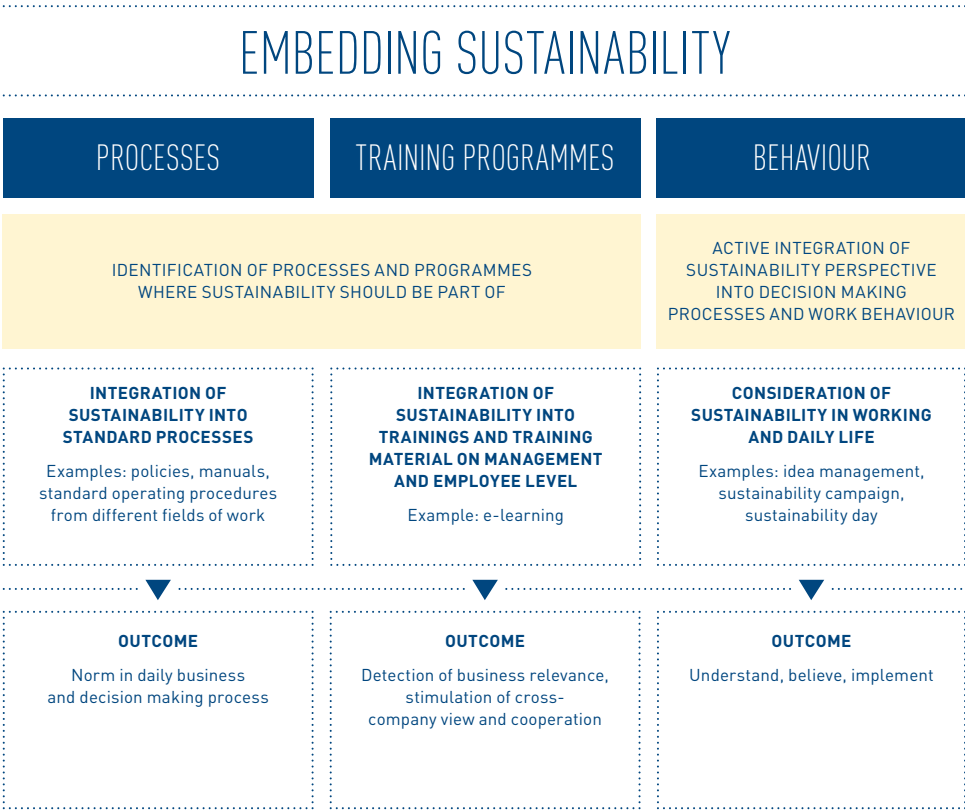 EMBEDDING SUSTAINABILITY
PROCESSES
TRAINING PROGRAMMES
BEHAVIOUR
IDENTIFICATION OF PROCESSES AND PROGRAMMES
WHERE SUSTAINABILITY SHOULD BE PART OF
ACTIVE INTEGRATION OF
SUSTAINABILITY PERSPECTIVE
INTO DECISION MAKING
PROCESSES AND WORK BEHAVIOUR
INTEGRATION OF
SUSTAINABILITY INTO
STANDARD PROCESSES
Examples: policies, manuals,
standard operating procedures
from different fields of work
INTEGRATION OF
SUSTAINABILITY INTO
TRAININGS AND TRAINING
MATERIAL ON MANAGEMENT
AND EMPLOYEE LEVEL
Example: e-learning
CONSIDERATION OF
SUSTAINABILITY IN WORKING
AND DAILY LIFE
Examples: idea management,
sustainability campaign,
sustainability day
OUTCOME
Norm in daily business
and decision making process
OUTCOME
Detection of business relevance,
stimulation of cross-
company view and cooperation
OUTCOME
Understand, believe, implement